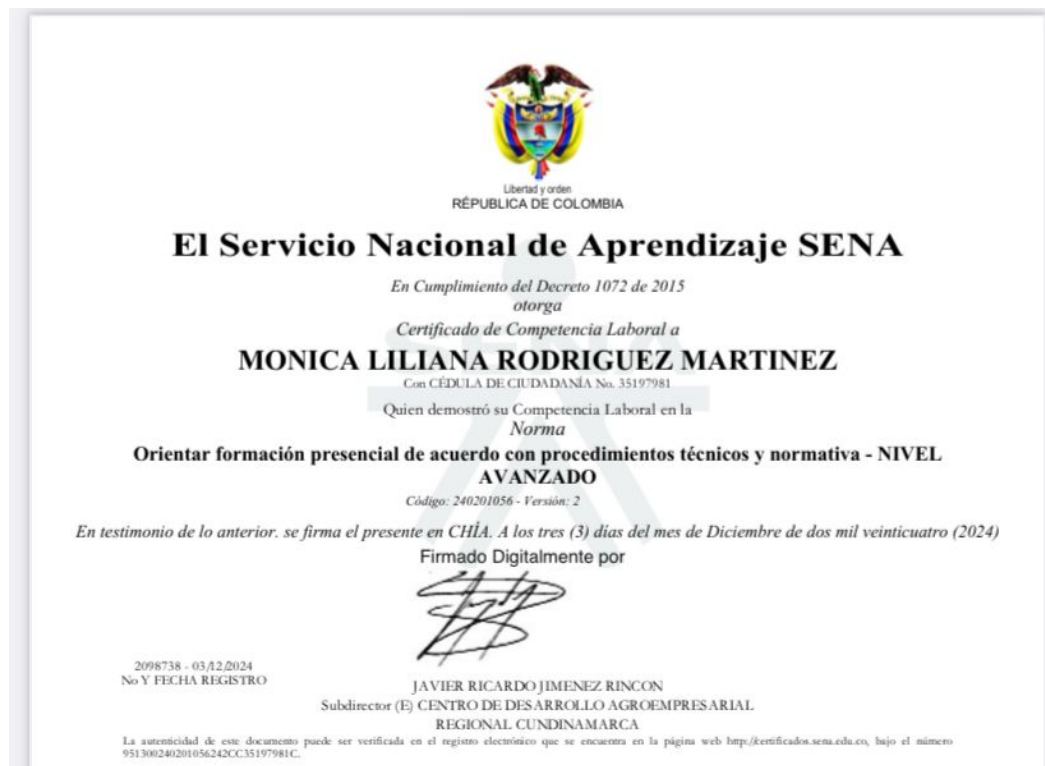 Libertad y orden
RÉPUBLICA DE COLOMBIA
El Servicio Nacional de Aprendizaje SENA
En Cumplimiento del Decreto 1072 de 2015
otorga
Certificado de Competencia Laboral a
SENA
MONICA LILIANA RODRIGUEZ MARTINEZ
Con CÉDULA DE CIUDADANÍA No. 35197981
Quien demostró su Competencia Laboral en la
Norma
Orientar formación presencial de acuerdo con procedimientos técnicos y normativa - NIVEL
AVANZADO
Código: 240201056 - Versión: 2
En testimonio de lo anterior. se firma el presente en CHÍA. A los tres (3) días del mes de Diciembre de dos mil veinticuatro (2024)
Firmado Digitalmente por
2098738 - 03/12/2024
No Y FECHA REGISTRO
JAVIER RICARDO JIMENEZ RINCON
Subdirector (E) CENTRO DE DESARROLLO AGROEMPRESARIAL
REGIONAL CUNDINAMARCA
La autenticidad de este documento puede ser verificada en el registro electrónico que se encuentra en la página web http://certificados.sena.edu.co, bajo el número
951300240201056242CC35197981C.